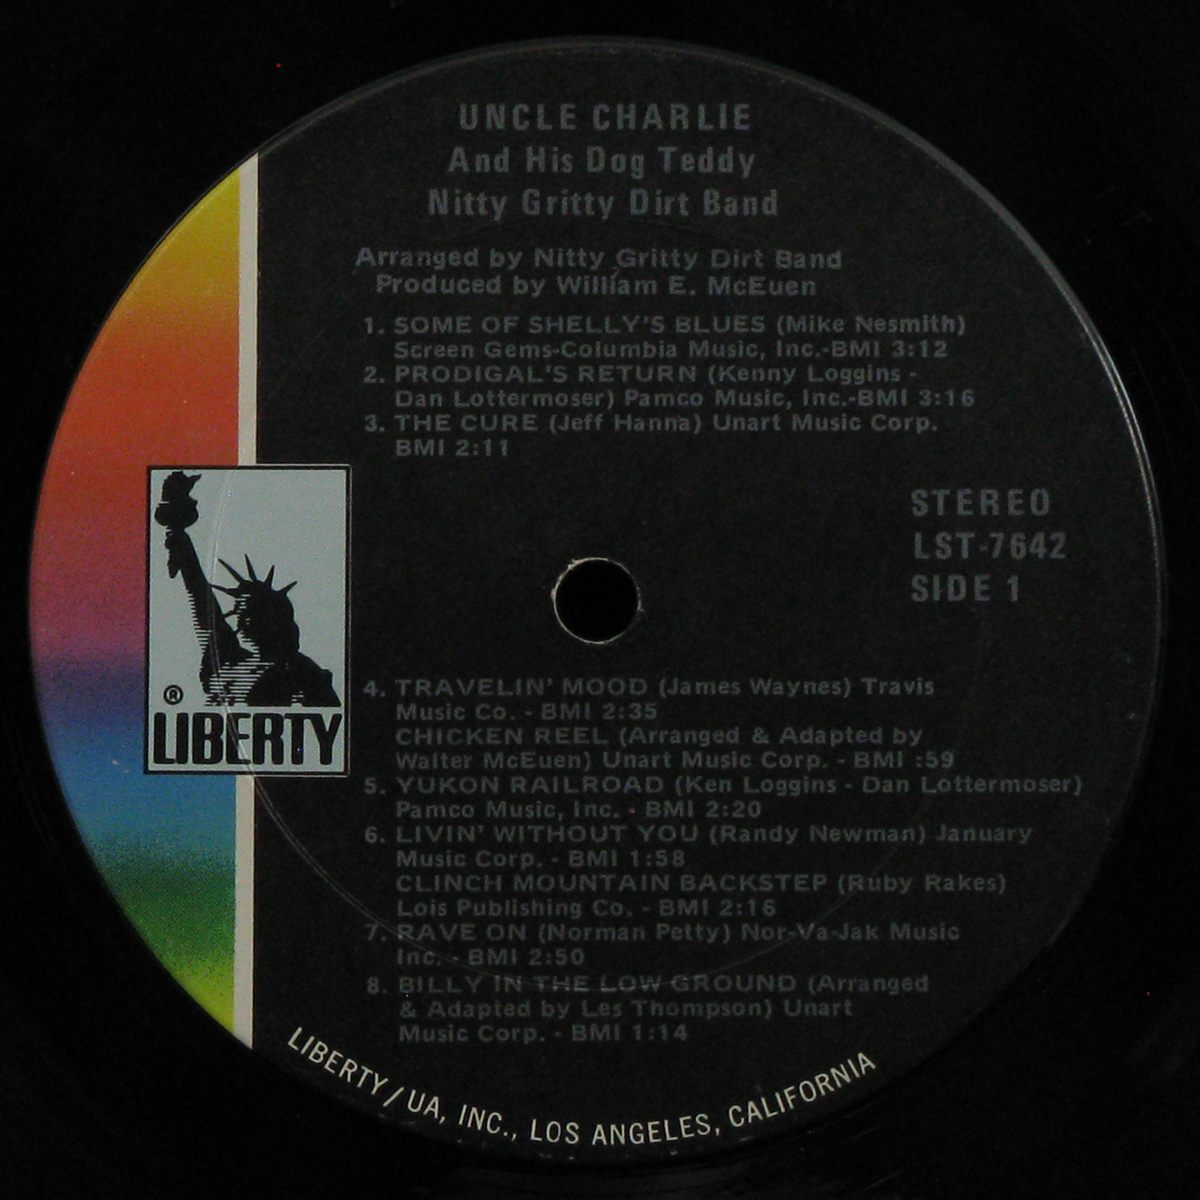 UNCLE CHARLIE
And His Dog Teddy
Nitty Gritty Dirt Band
Arranged by Nitty Gritty Dirt Band
Produced by William E. McEuen
1. SOME OF SHELLY'S BLUES (Mike Nesmith)
Screen Gems-Columbia Music, Inc.-BMI 3:12
2. PRODIGAL'S RETURN (Kenny Loggins -
Dan Lottermoser) Pamco Music, Inc.-BMI 3:16
3. THE CURE (Jeff Hanna) Unart Music Corp.
BMI 2:11
STEREO
LST-7642
SIDE 1
®
LIBERTY
4. TRAVELIN' MOOD (James Waynes) Travis
Music Co. - BMI 2:35
CHICKEN REEL (Arranged & Adapted by
Walter McEuen) Unart Music Corp. - BMI :59
5. YUKON RAILROAD (Ken Loggins - Dan Lottermoser)
Pamco Music, Inc. - BMI 2:20
6. LIVIN' WITHOUT YOU (Randy Newman) January
Music Corp. - BMI 1:58
CLINCH MOUNTAIN BACKSTEP (Ruby Rakes)
Lois Publishing Co. - BMI 2:16
7. RAVE ON (Norman Petty) Nor-Va-Jak Music
Inc. - BMI 2:50
8. BILLY IN THE LOW GROUND (Arranged
& Adapted by Les Thompson) Unart
Music Corp. - BMI 1:14
LIBERTY/UA, INC., LOS ANGELES, CALIFORNIA